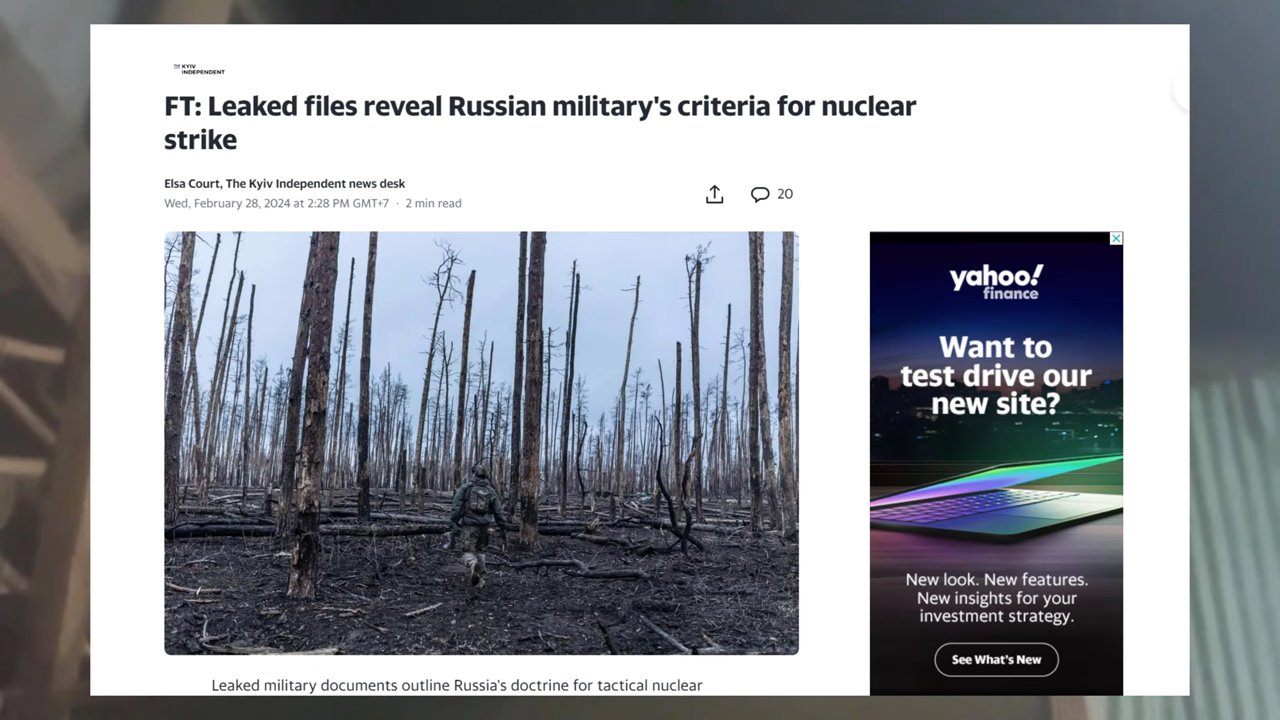 THE KYIV
INDEPENDENT
FT: Leaked files reveal Russian military's criteria for nuclear
strike
Elsa Court, The Kyiv Independent news desk
Wed, February 28, 2024 at 2:28 PM GMT+7 · 2 min read
20
yahoo!
finance
Want to
test drive our
new site?
New look. New features.
New insights for your
investment strategy.
See What's New
Leaked military documents outline Russia's doctrine for tactical nuclear